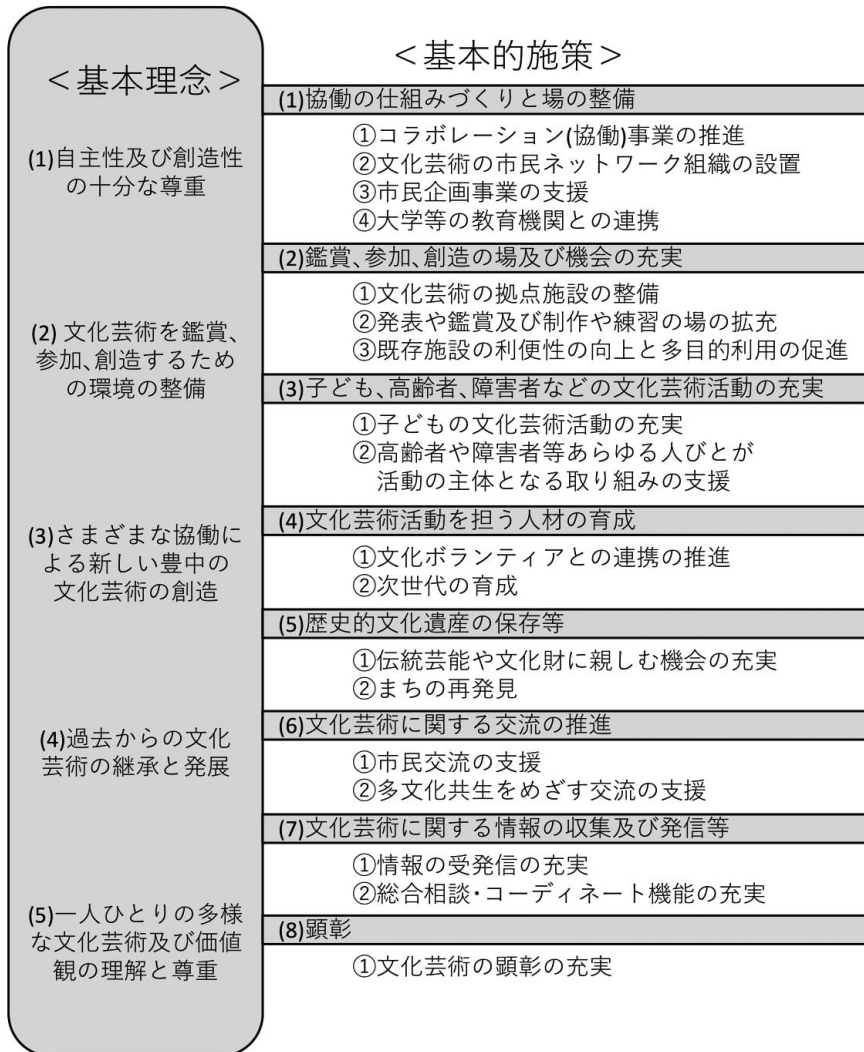 ＜基本理念＞
(1)自主性及び創造性
の十分な尊重
(2) 文化芸術を鑑賞、
参加、創造するため
の環境の整備
(3)さまざまな協働に
よる新しい豊中の
文化芸術の創造
(4)過去からの文化
芸術の継承と発展
(5)一人ひとりの多様
な文化芸術及び価値
観の理解と尊重
＜基本的施策＞
(1)協働の仕組みづくりと場の整備
①コラボレーション(協働)事業の推進
②文化芸術の市民ネットワーク組織の設置
③市民企画事業の支援
④大学等の教育機関との連携
(2)鑑賞、参加、創造の場及び機会の充実
①文化芸術の拠点施設の整備
②発表や鑑賞及び制作や練習の場の拡充
③既存施設の利便性の向上と多目的利用の促進
(3)子ども、高齢者、障害者などの文化芸術活動の充実
①子どもの文化芸術活動の充実
②高齢者や障害者等あらゆる人びとが
活動の主体となる取り組みの支援
(4)文化芸術活動を担う人材の育成
①文化ボランティアとの連携の推進
②次世代の育成
(5)歴史的文化遺産の保存等
①伝統芸能や文化財に親しむ機会の充実
②まちの再発見
(6)文化芸術に関する交流の推進
①市民交流の支援
②多文化共生をめざす交流の支援
(7)文化芸術に関する情報の収集及び発信等
①情報の受発信の充実
②総合相談･コーディネート機能の充実
(8)顕彰
①文化芸術の顕彰の充実